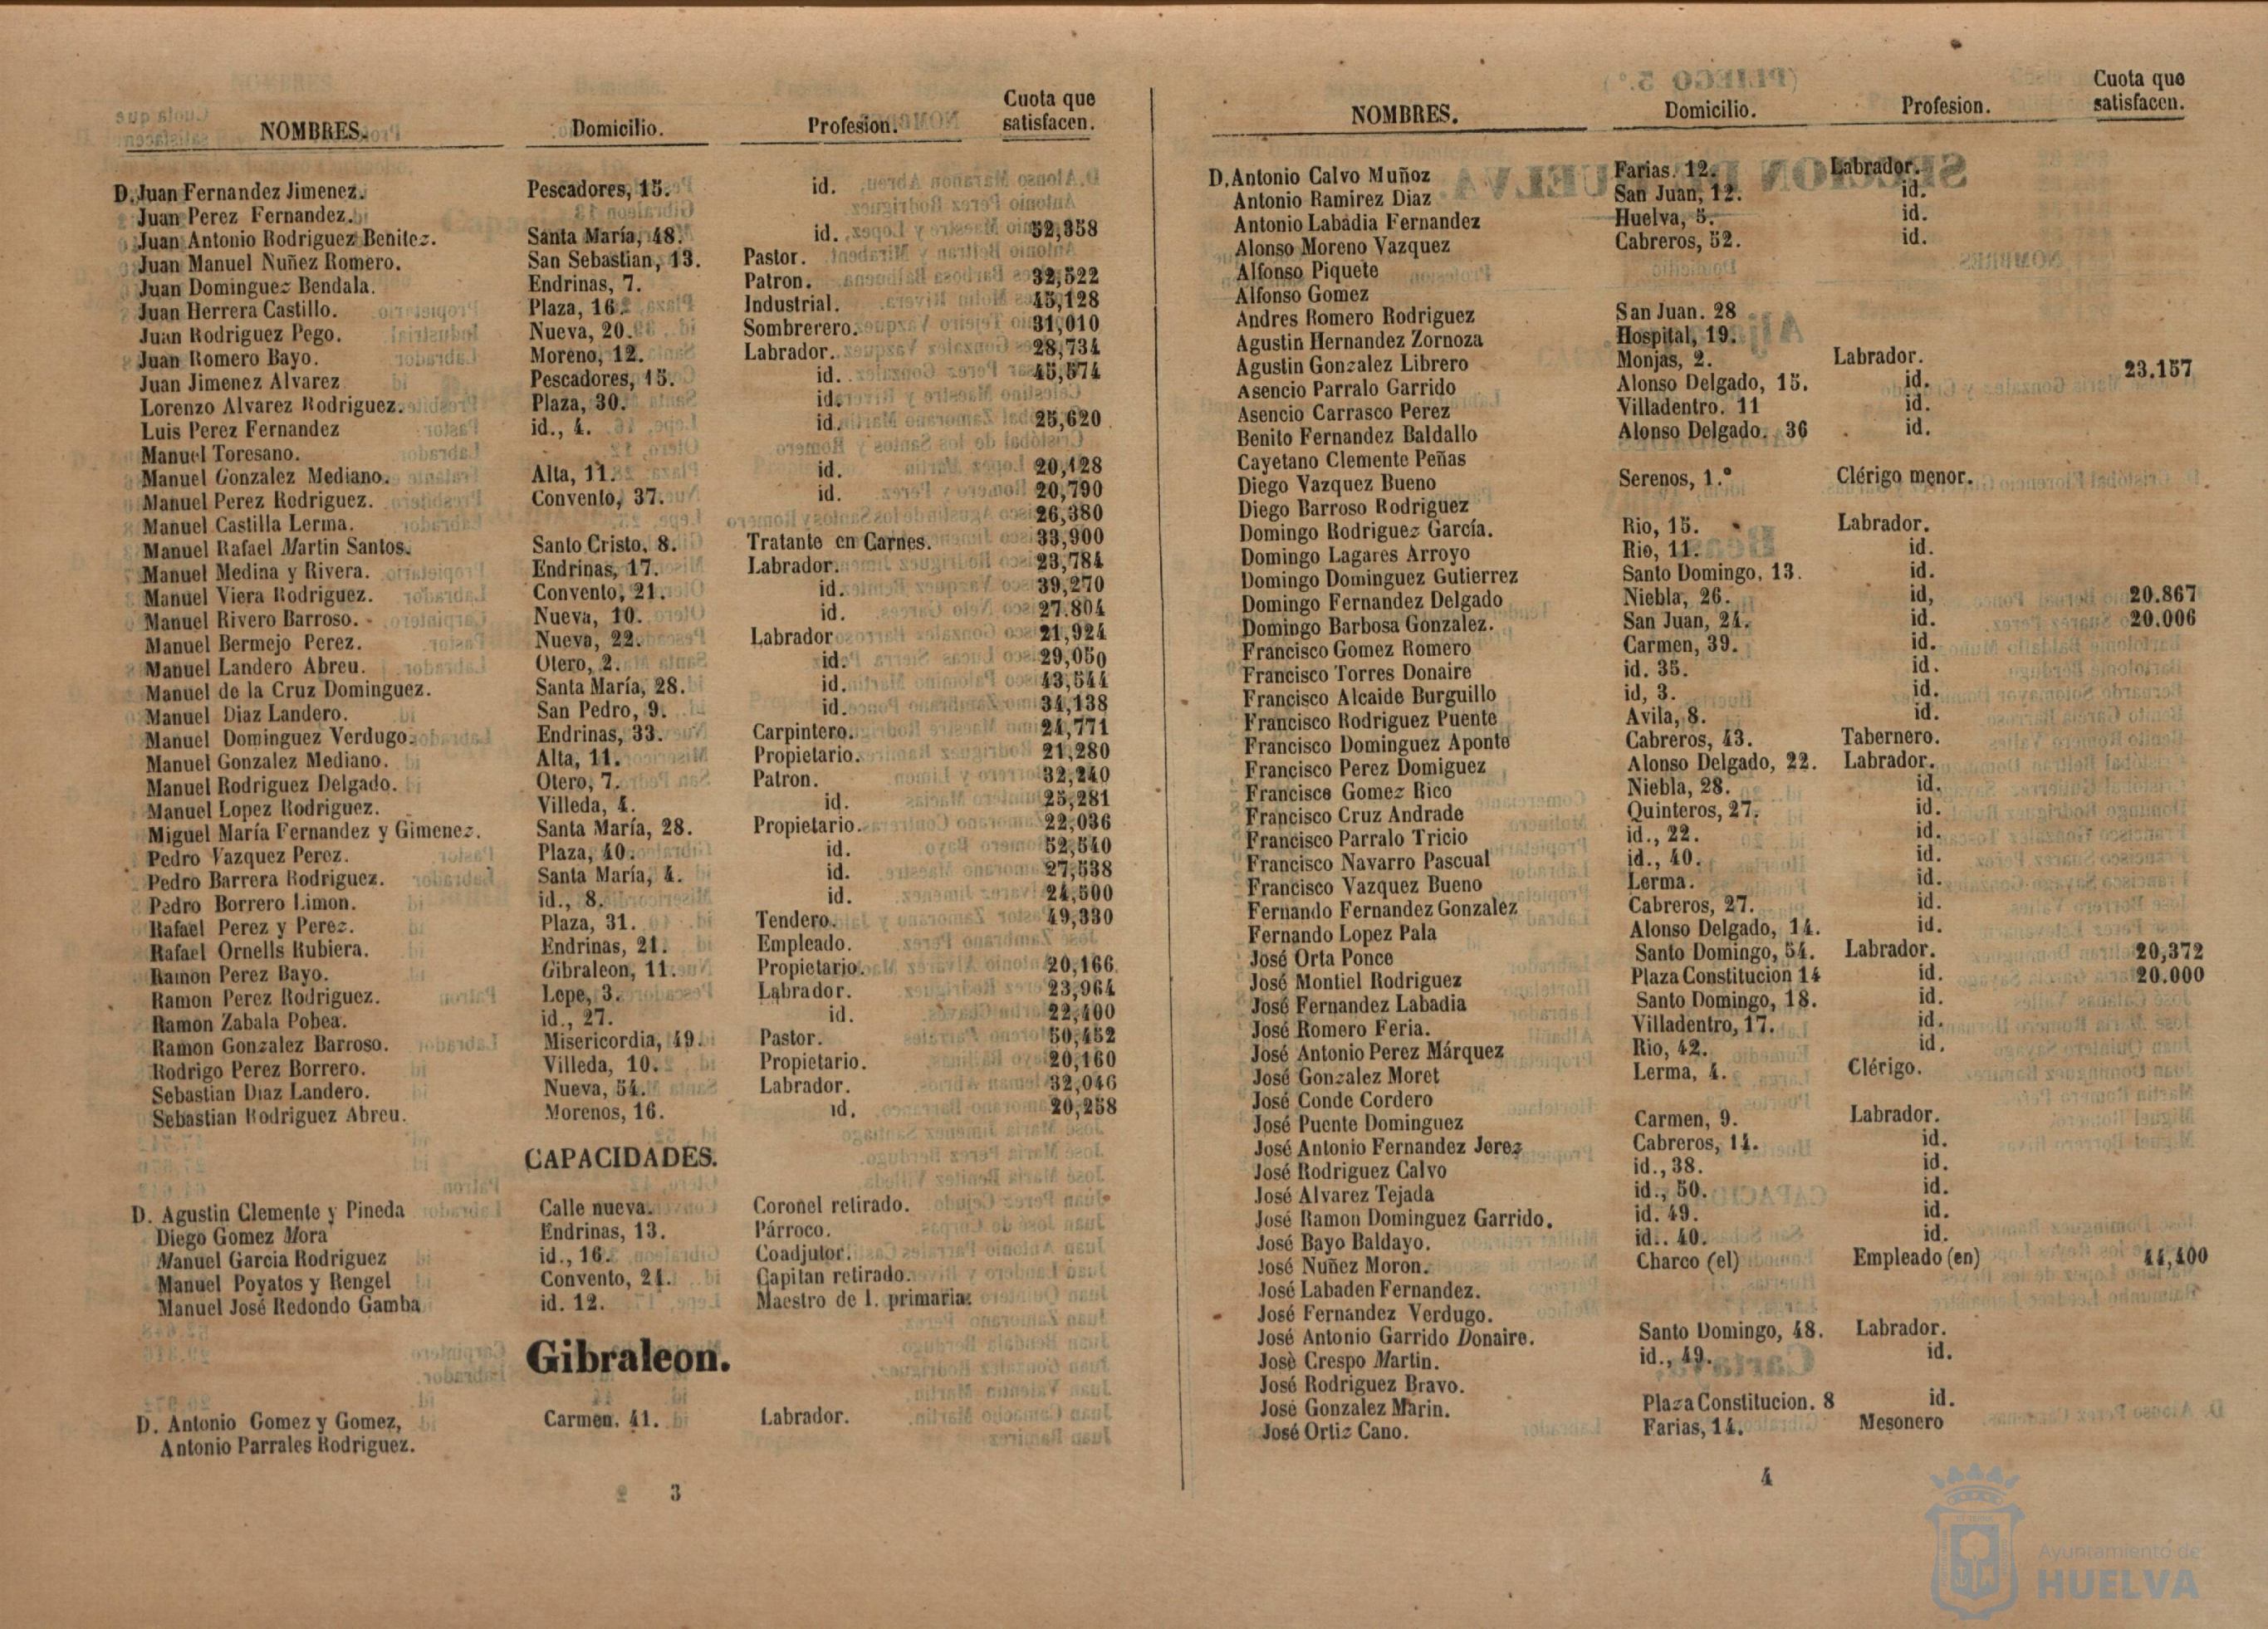 NOMBRES. Domicilio. Profesion. Cuota que satisfacen.
D. Juan Fernandez Jimenez. Pescadores, 15. id.
Juan Perez Fernandez.
Juan Antonio Rodriguez Benitez. Santa María, 48. id. 52,358
Juan Manuel Nuñez Romero. San Sebastian, 13. Pastor.
Juan Dominguez Bendala. Endrinas, 7. Patron. 32,522
Juan Herrera Castillo. Plaza, 16. Industrial. 45,128
Juan Rodriguez Pego. Nueva, 20. Sombrerero. 31,010
Juan Romero Bayo. Moreno, 12. Labrador. 28,734
Juan Jimenez Alvarez Pescadores, 15. id. 45,574
Lorenzo Alvarez Rodriguez. Plaza, 30. id.
Luis Perez Fernandez id., 4. id. 25,620
Manuel Toresano.
Manuel Gonzalez Mediano. Alta, 11. id. 20,128
Manuel Perez Rodriguez. Convento, 37. id. 20,790
Manuel Castilla Lerma. 26,380
Manuel Rafael Martin Santos. Santo Cristo, 8. Tratante en Carnes. 33,900
Manuel Medina y Rivera. Endrinas, 17. Labrador. 23,784
Manuel Viera Rodriguez. Convento, 21. id. 39,270
Manuel Rivero Barroso. Nueva, 10. id. 27.804
Manuel Bermejo Perez. Nueva, 22. Labrador 21,924
Manuel Landero Abreu. Otero, 2. id. 29,050
Manuel de la Cruz Dominguez. Santa María, 28. id. 43,544
Manuel Diaz Landero. San Pedro, 9. id. 34,138
Manuel Dominguez Verdugo. Endrinas, 33. Carpintero. 24,771
Manuel Gonzalez Mediano. Alta, 11. Propietario. 21,280
Manuel Rodriguez Delgado. Otero, 7. Patron. 32,240
Manuel Lopez Rodriguez. Villeda, 4. id. 25,281
Miguel María Fernandez y Gimenez. Santa María, 28. Propietario. 22,036
Pedro Vazquez Perez. Plaza, 40. id. 52,540
Pedro Barrera Rodriguez. Santa María, 4. id. 27,538
Pedro Borrero Limon. id., 8. id. 24,500
Rafael Perez y Perez. Plaza, 31. Tendero. 49,330
Rafael Ornells Rubiera. Endrinas, 21. Empleado.
Ramon Perez Bayo. Gibraleon, 11. Propietario. 20,166
Ramon Perez Rodriguez. Lepe, 3. Labrador. 23,964
Ramon Zabala Pobea. id., 27. id. 22,400
Ramon Gonzalez Barroso. Misericordia, 49. Pastor. 50,452
Rodrigo Perez Borrero. Villeda, 10. Propietario. 20,160
Sebastian Diaz Landero. Nueva, 54. Labrador. 32,046
Sebastian Rodriguez Abreu. Morenos, 16. id. 20,258
CAPACIDADES.
D. Agustin Clemente y Pineda Calle nueva. Coronel retirado.
Diego Gomez Mora Endrinas, 13. Párroco.
Manuel Garcia Rodriguez id., 16. Coadjutor.
Manuel Poyatos y Rengel Convento, 24. Capitan retirado.
Manuel José Redondo Gamba id. 12. Maestro de 1. primaria.
Gibraleon.
D. Antonio Gomez y Gomez, Carmen, 41. Labrador.
Antonio Parrales Rodriguez.
3
NOMBRES. Domicilio. Profesion. Cuota que satisfacen.
D. Antonio Calvo Muñoz Farias. 12. Labrador.
Antonio Ramirez Diaz San Juan, 12. id.
Antonio Labadia Fernandez Huelva, 5. id.
Alonso Moreno Vazquez Cabreros, 52. id.
Alfonso Piquete
Alfonso Gomez
Andres Romero Rodriguez San Juan. 28
Agustin Hernandez Zornoza Hospital, 19.
Agustin Gonzalez Librero Monjas, 2. Labrador. 23.157
Asencio Parralo Garrido Alonso Delgado, 15. id.
Asencio Carrasco Perez Villadentro. 11 id.
Benito Fernandez Baldallo Alonso Delgado. 36 id.
Cayetano Clemente Peñas
Diego Vazquez Bueno Serenos, 1.º Clérigo menor.
Diego Barroso Rodriguez
Domingo Rodriguez García. Rio, 15. Labrador.
Domingo Lagares Arroyo Rio, 11. id.
Domingo Dominguez Gutierrez Santo Domingo, 13. id.
Domingo Fernandez Delgado Niebla, 26. id, 20.867
Domingo Barbosa Gonzalez. San Juan, 24. id. 20.006
Francisco Gomez Romero Carmen, 39. id.
Francisco Torres Donaire id. 35. id.
Francisco Alcaide Burguillo id, 3. id.
Francisco Rodriguez Puente Avila, 8. id.
Francisco Dominguez Aponte Cabreros, 43. Tabernero.
Francisco Perez Domiguez Alonso Delgado, 22. Labrador.
Francisco Gomez Rico Niebla, 28. id.
Francisco Cruz Andrade Quinteros, 27. id.
Francisco Parralo Tricio id., 22. id.
Francisco Navarro Pascual id., 40. id.
Francisco Vazquez Bueno Lerma. id.
Fernando Fernandez Gonzalez Cabreros, 27. id.
Fernando Lopez Pala Alonso Delgado, 14. id.
José Orta Ponce Santo Domingo, 54. Labrador. 20,372
José Montiel Rodriguez Plaza Constitucion 14 id. 20.000
José Fernandez Labadia Santo Domingo, 18. id.
José Romero Feria. Villadentro, 17. id.
José Antonio Perez Márquez Rio, 42. id.
José Gonzalez Moret Lerma, 4. Clérigo.
José Conde Cordero
José Puente Dominguez Carmen, 9. Labrador.
José Antonio Fernandez Jerez Cabreros, 14. id.
José Rodriguez Calvo id., 38. id.
José Alvarez Tejada id., 50. id.
José Ramon Dominguez Garrido. id. 49. id.
José Bayo Baldayo. id.. 40. id.
José Nuñez Moron. Charco (el) Empleado (en) 44,400
José Labaden Fernandez.
José Fernandez Verdugo.
José Antonio Garrido Donaire. Santo Domingo, 48. Labrador.
Josè Crespo Martin. id., 49. id.
José Rodriguez Bravo.
José Gonzalez Marin. Plaza Constitucion. 8 id.
José Ortiz Cano. Farias, 14. Mesonero
4
Ayuntamiento de
HUELVA